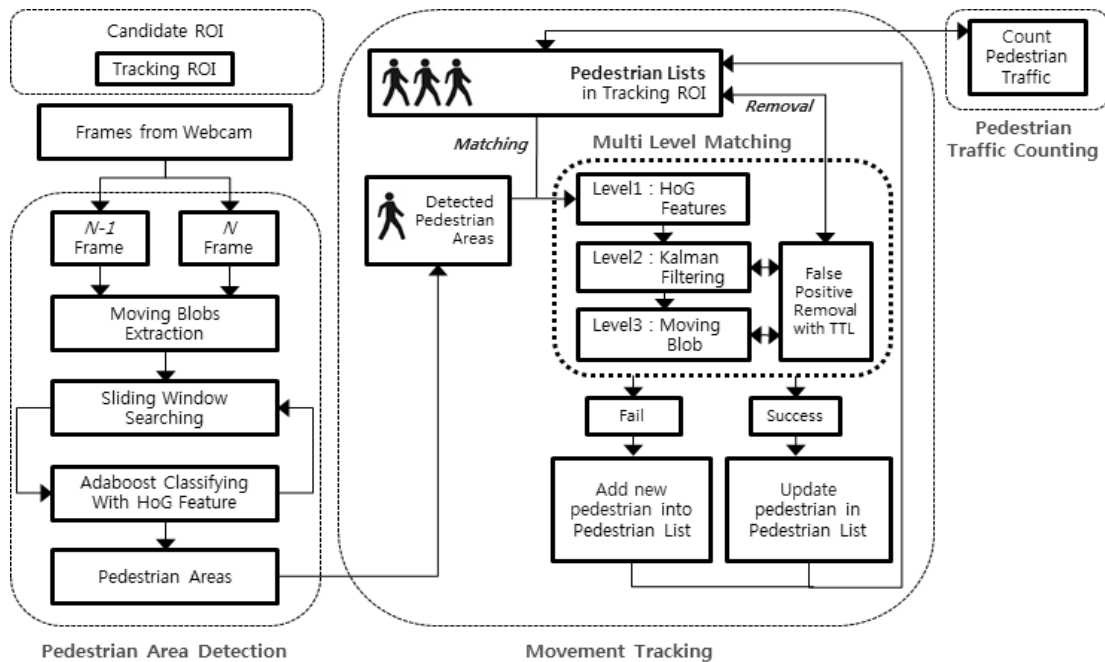 Candidate ROI
Tracking ROI
Frames from Webcam
N-1
Frame
N
Frame
Moving Blobs
Extraction
Sliding Window
Searching
Adaboost Classifying
With HoG Feature
Pedestrian Areas
Pedestrian Area Detection
Pedestrian Lists
in Tracking ROI
Matching
Removal
Multi Level Matching
Detected
Pedestrian
Areas
Level1 : HoG
Features
Level2 : Kalman
Filtering
Level3 : Moving
Blob
False
Positive
Removal
with TTL
Fail
Success
Add new
pedestrian into
Pedestrian List
Update
pedestrian in
Pedestrian List
Movement Tracking
Count
Pedestrian
Traffic
Pedestrian
Traffic Counting